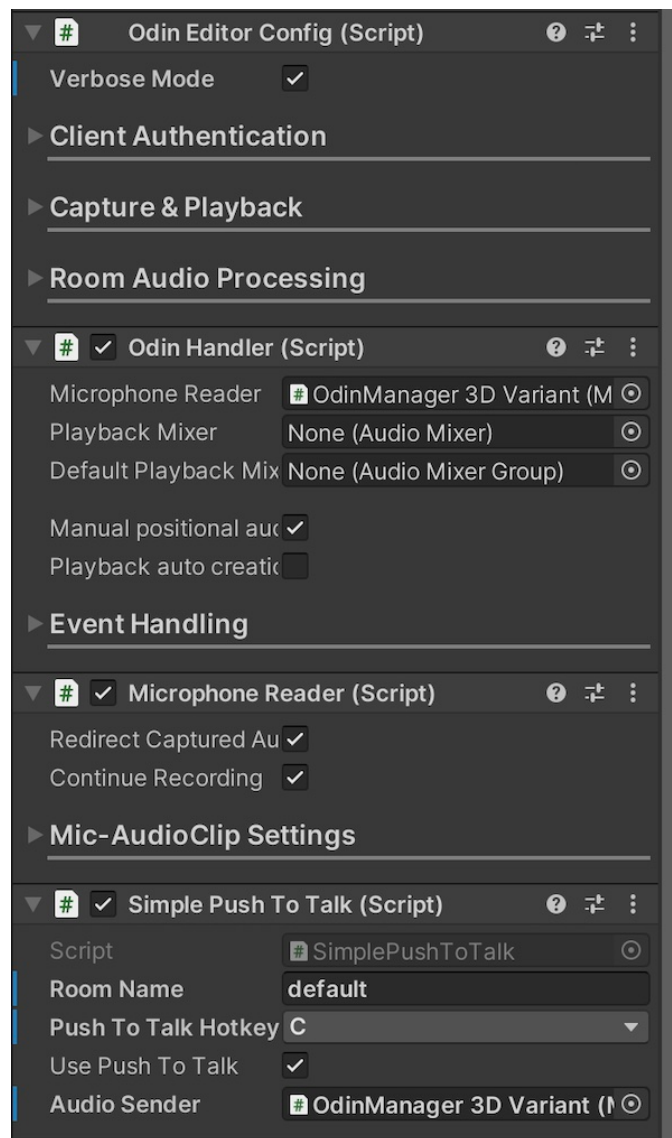 # Odin Editor Config (Script)
Verbose Mode
Client Authentication
Capture & Playback
Room Audio Processing
# Odin Handler (Script)
Microphone Reader # OdinManager 3D Variant (M
Playback Mixer None (Audio Mixer)
Default Playback Mix None (Audio Mixer Group)
Manual positional auc
Playback auto creatic
Event Handling
# Microphone Reader (Script)
Redirect Captured Au
Continue Recording
Mic-AudioClip Settings
# Simple Push To Talk (Script)
Script # SimplePushToTalk
Room Name default
Push To Talk Hotkey C
Use Push To Talk
Audio Sender # OdinManager 3D Variant (M